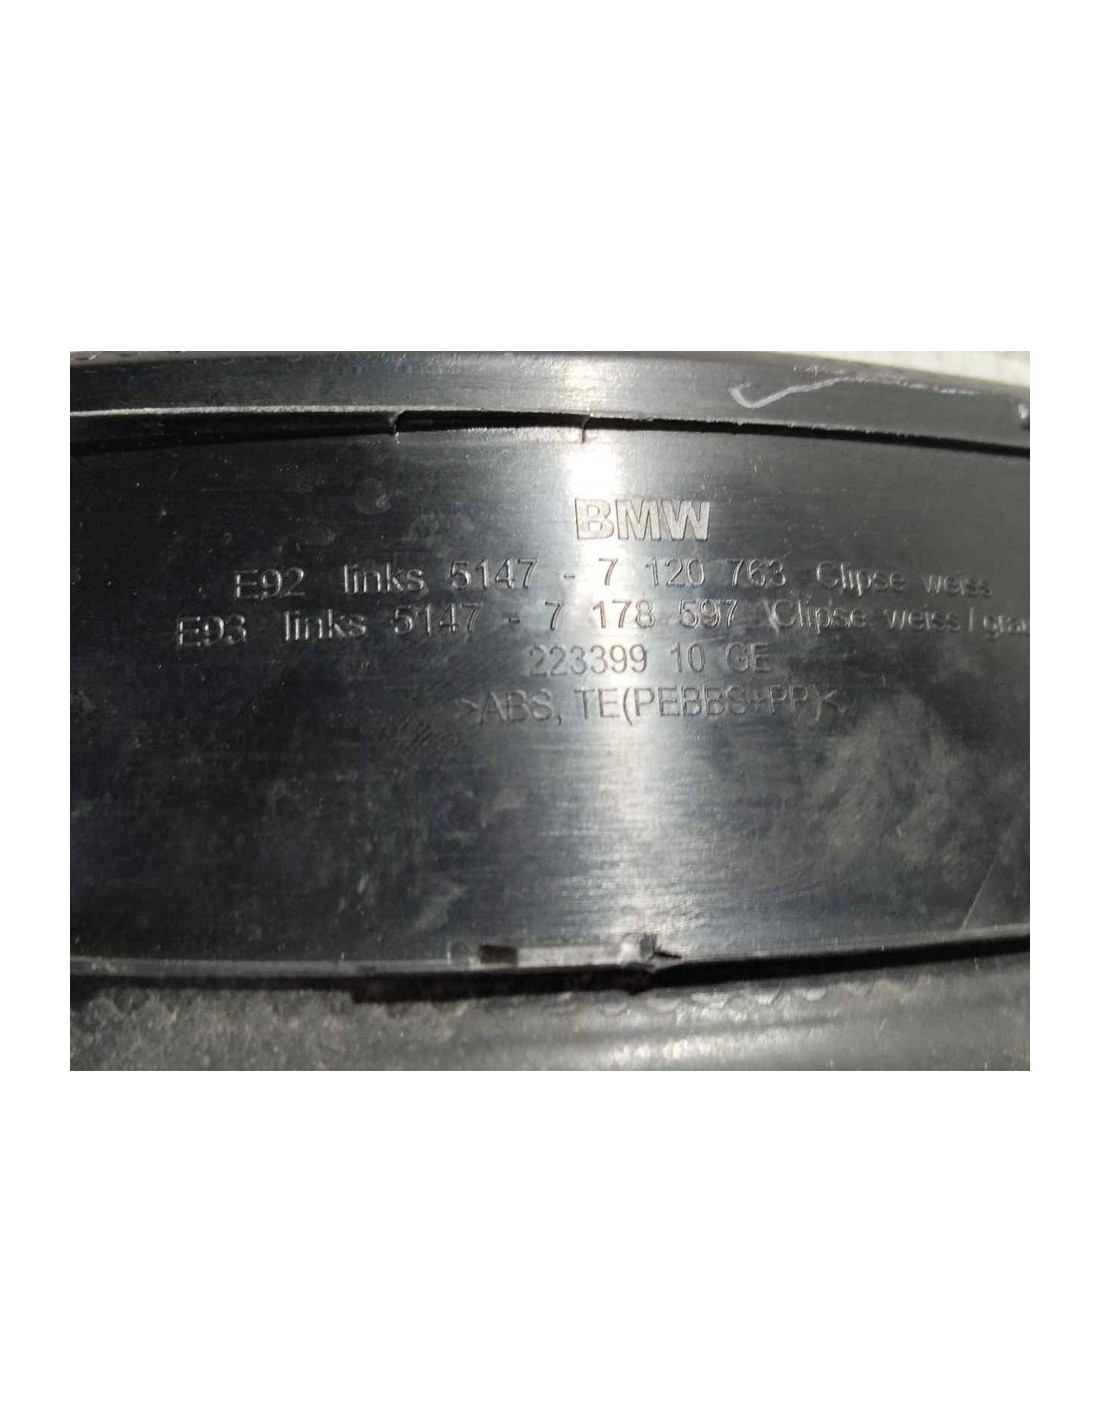 BMW
E92 links 5147 - 7 120 763 Clipse weiss
E93 links 5147 - 7 178 597 Clipse weiss/grau
223399 10 GE
>ABS, TE(PEBBS+PP)<